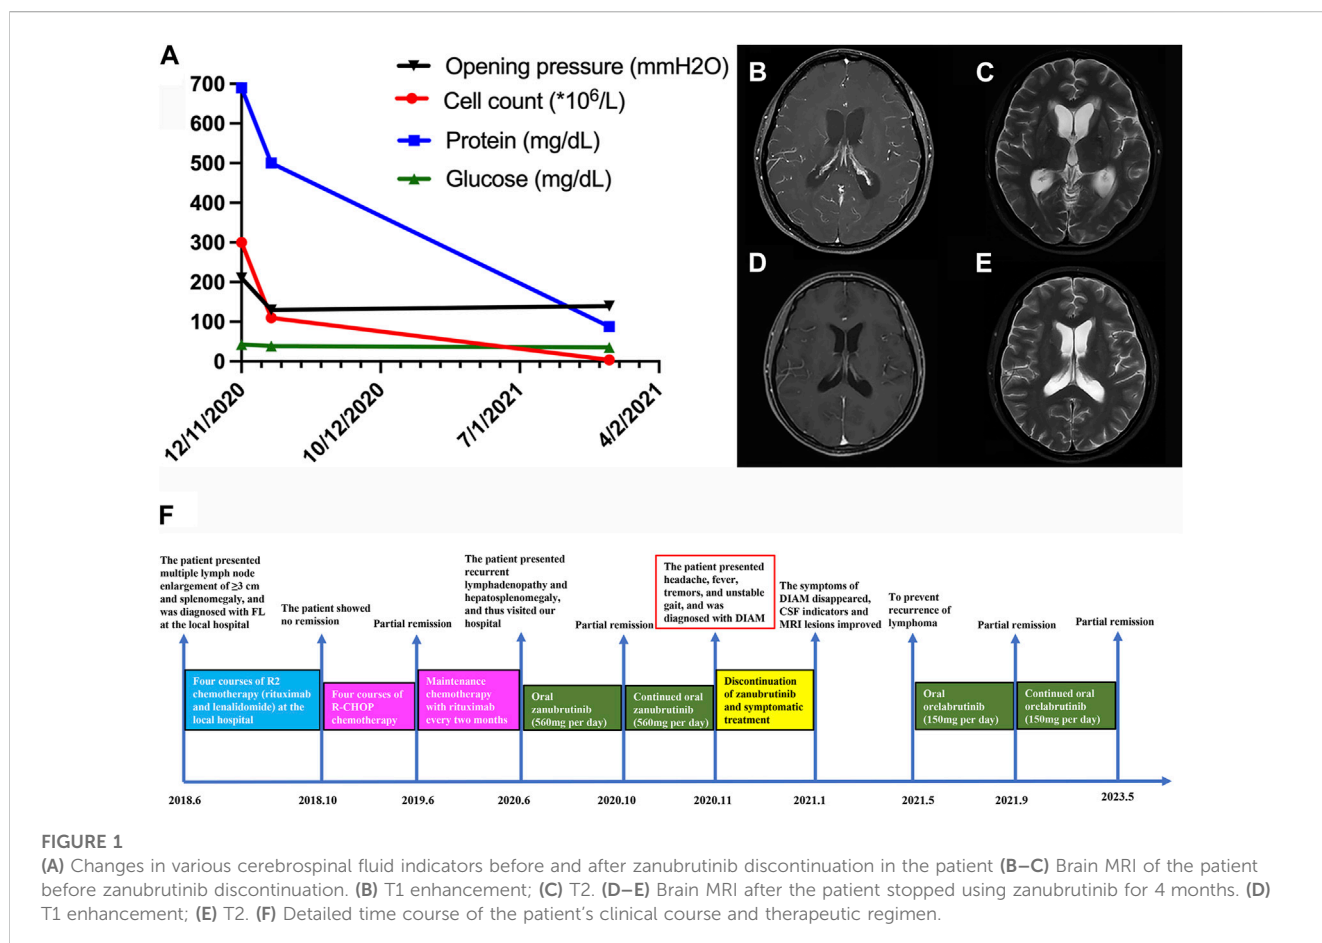 A
Opening pressure (mmH2O)
Cell count (*10⁶/L)
Protein (mg/dL)
Glucose (mg/dL)
700
600
500
400
300
200
100
0
12/11/2020
10/12/2020
7/1/2021
4/2/2021
B
C
D
E
F
The patient presented
multiple lymph node
enlargement of ≥3 cm
and splenomegaly, and
was diagnosed with FL
at the local hospital
The patient showed
no remission
Partial remission
The patient presented
recurrent
lymphadenopathy and
hepatosplenomegaly,
and thus visited our
hospital
Partial remission
The patient presented
headache, fever,
tremors, and unstable
gait, and was
diagnosed with DIAM
The symptoms of
DIAM disappeared,
CSF indicators and
MRI lesions improved
To prevent
recurrence of
lymphoma
Partial remission
Partial remission
Four courses of R2
chemotherapy (rituximab
and lenalidomide) at the
local hospital
Four courses of
R-CHOP
chemotherapy
Maintenance
chemotherapy
with rituximab
every two months
Oral
zanubrutinib
(560mg per day)
Continued oral
zanubrutinib
(560mg per day)
Discontinuation
of zanubrutinib
and symptomatic
treatment
Oral
orelabrutinib
(150mg per day)
Continued oral
orelabrutinib
(150mg per day)
2018.6
2018.10
2019.6
2020.6
2020.10
2020.11
2021.1
2021.5
2021.9
2023.5
FIGURE 1
(A) Changes in various cerebrospinal fluid indicators before and after zanubrutinib discontinuation in the patient (B–C) Brain MRI of the patient
before zanubrutinib discontinuation. (B) T1 enhancement; (C) T2. (D–E) Brain MRI after the patient stopped using zanubrutinib for 4 months. (D)
T1 enhancement; (E) T2. (F) Detailed time course of the patient's clinical course and therapeutic regimen.